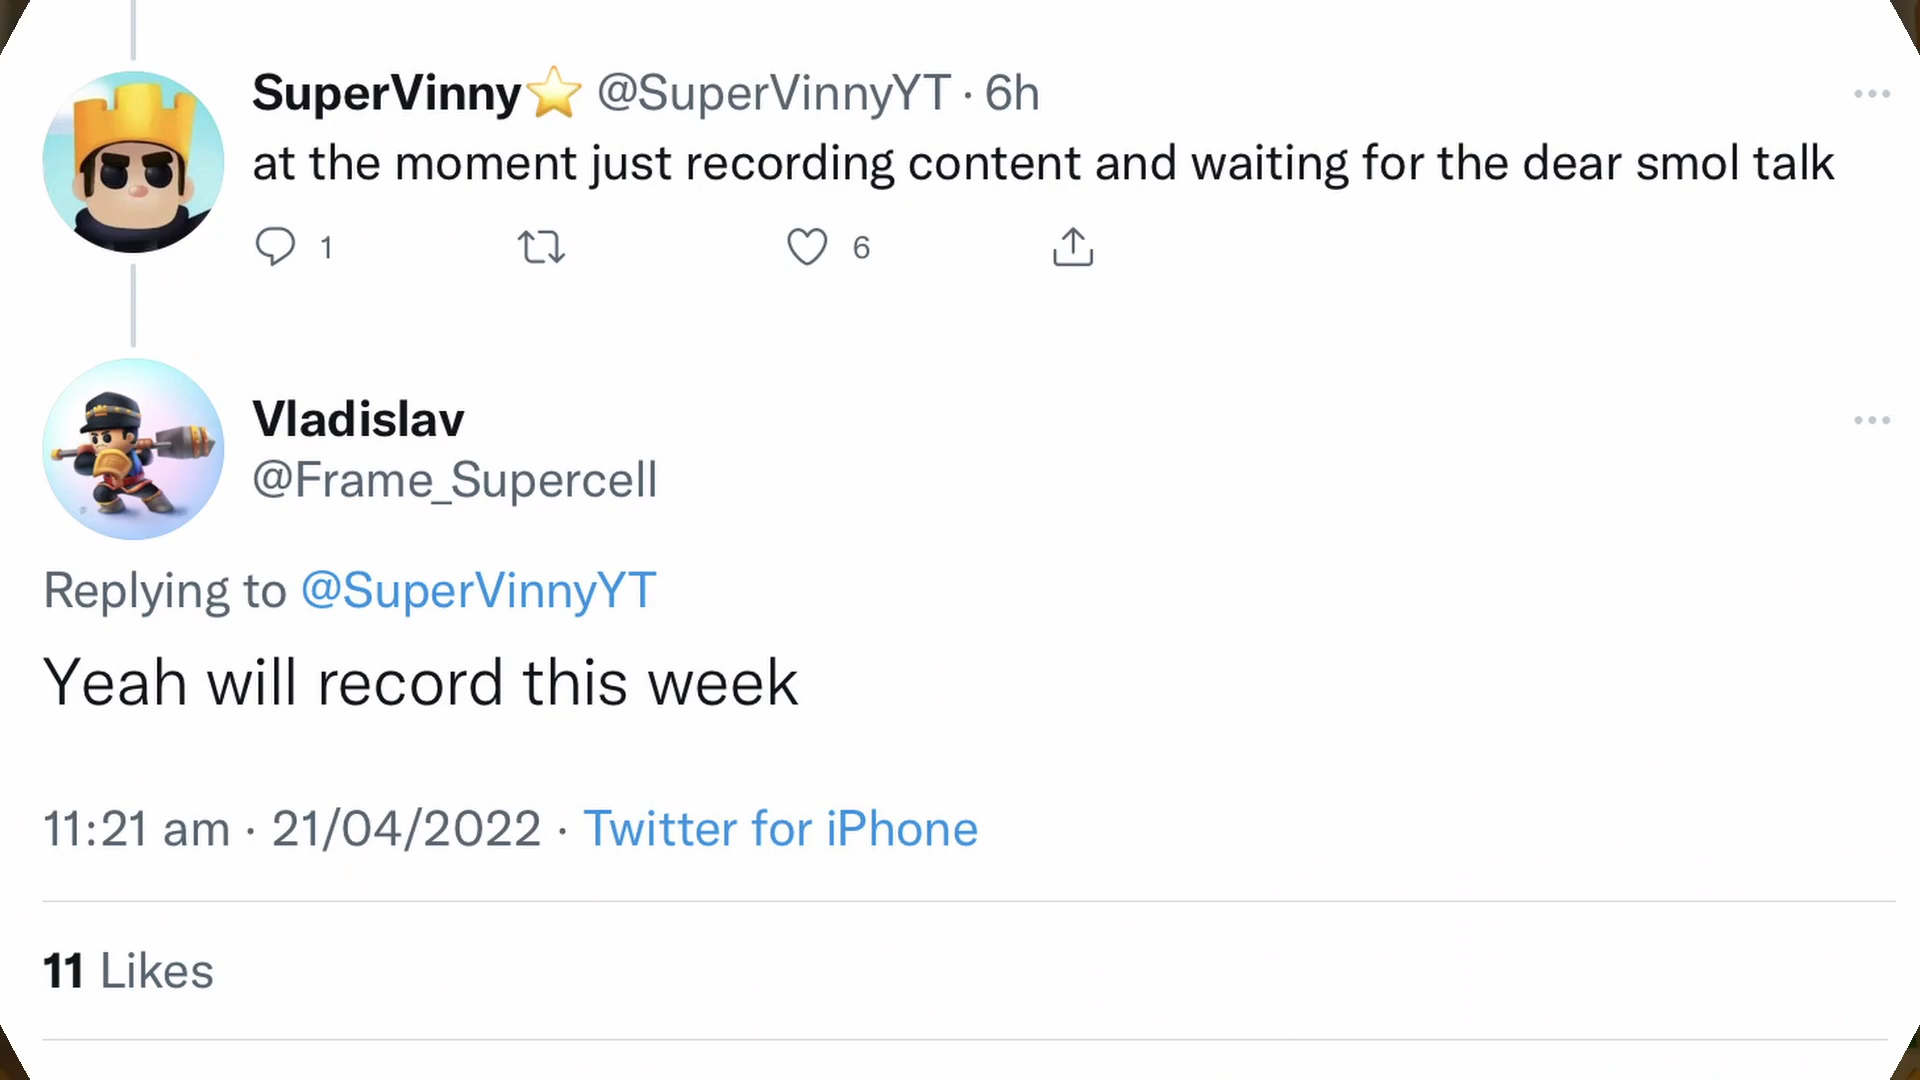 SuperVinny⭐ @SuperVinnyYT · 6h
at the moment just recording content and waiting for the dear smol talk
1 6
Vladislav
@Frame_Supercell
Replying to @SuperVinnyYT
Yeah will record this week
11:21 am · 21/04/2022 · Twitter for iPhone
11 Likes